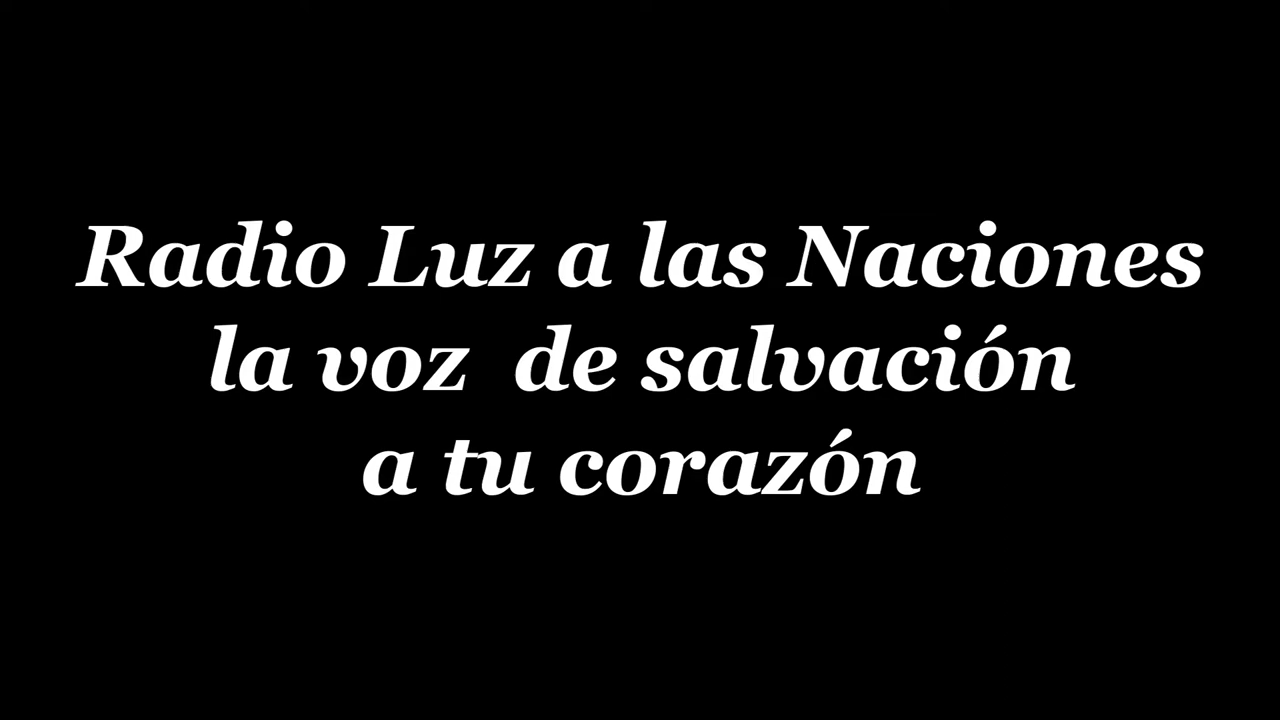 Radio Luz a las Naciones
la voz  de salvación
a tu corazón